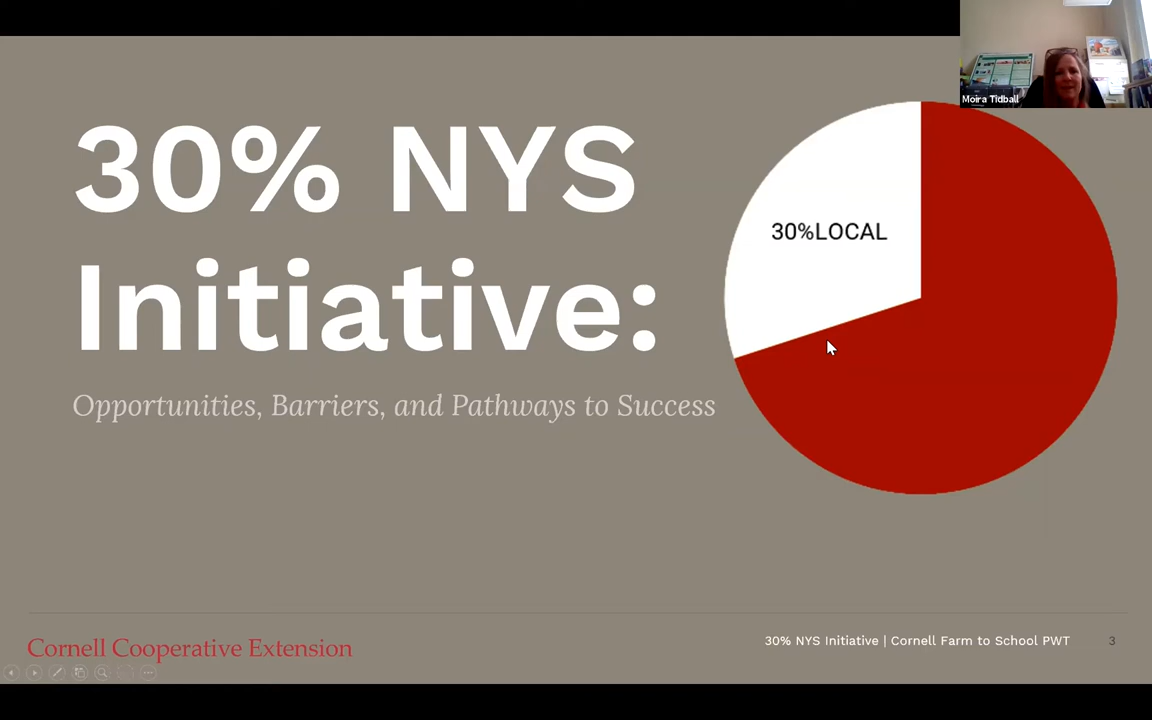 Moira Tidball
30% NYS
Initiative:
30%LOCAL
Opportunities, Barriers, and Pathways to Success
Cornell Cooperative Extension
30% NYS Initiative | Cornell Farm to School PWT
3